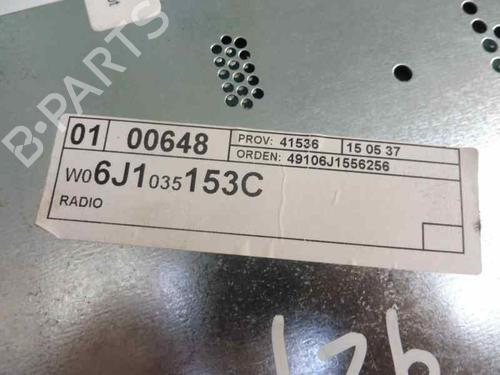 01 00648 PROV: 41536 15 05 37
ORDEN: 49106J1556256
W06J1035153C
RADIO
B-PARTS